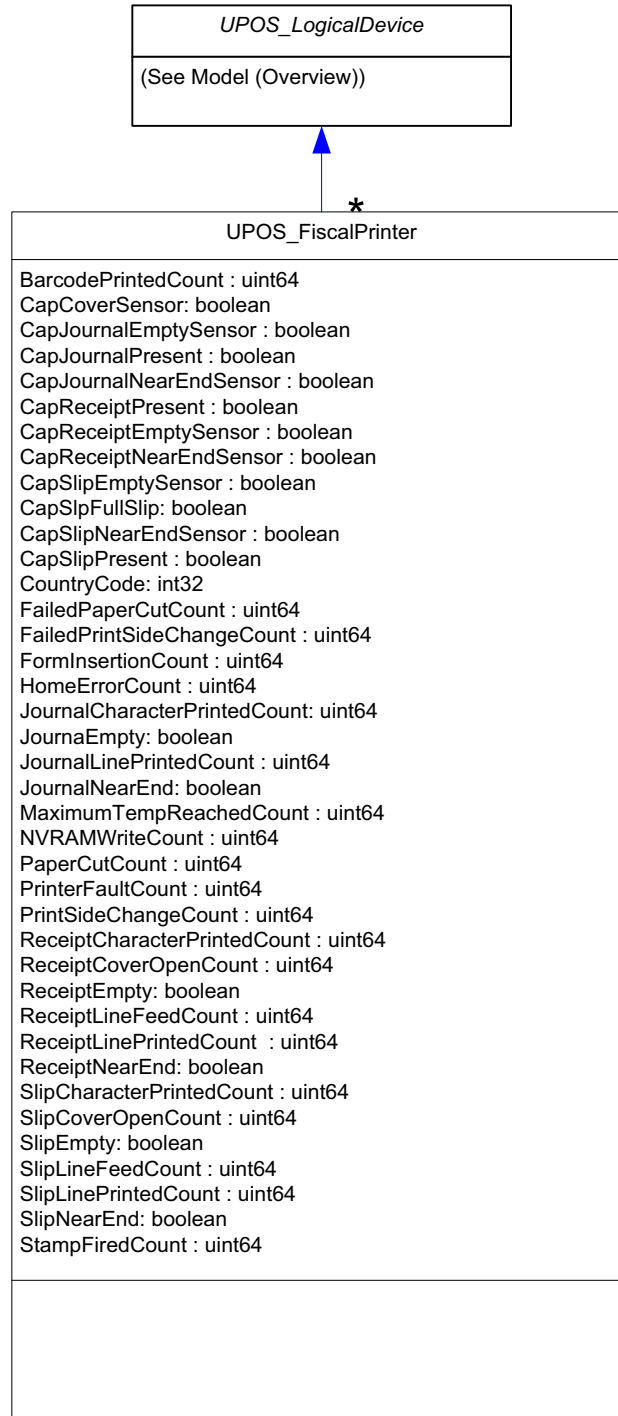 UPOS_LogicalDevice
(See Model (Overview))
*
UPOS_FiscalPrinter
BarcodePrintedCount : uint64
CapCoverSensor: boolean
CapJournalEmptySensor : boolean
CapJournalPresent : boolean
CapJournalNearEndSensor : boolean
CapReceiptPresent : boolean
CapReceiptEmptySensor : boolean
CapReceiptNearEndSensor : boolean
CapSlipEmptySensor : boolean
CapSlpFullSlip: boolean
CapSlipNearEndSensor : boolean
CapSlipPresent : boolean
CountryCode: int32
FailedPaperCutCount : uint64
FailedPrintSideChangeCount : uint64
FormInsertionCount : uint64
HomeErrorCount : uint64
JournalCharacterPrintedCount: uint64
JournaEmpty: boolean
JournalLinePrintedCount : uint64
JournalNearEnd: boolean
MaximumTempReachedCount : uint64
NVRAMWriteCount : uint64
PaperCutCount : uint64
PrinterFaultCount : uint64
PrintSideChangeCount : uint64
ReceiptCharacterPrintedCount : uint64
ReceiptCoverOpenCount : uint64
ReceiptEmpty: boolean
ReceiptLineFeedCount : uint64
ReceiptLinePrintedCount  : uint64
ReceiptNearEnd: boolean
SlipCharacterPrintedCount : uint64
SlipCoverOpenCount : uint64
SlipEmpty: boolean
SlipLineFeedCount : uint64
SlipLinePrintedCount : uint64
SlipNearEnd: boolean
StampFiredCount : uint64